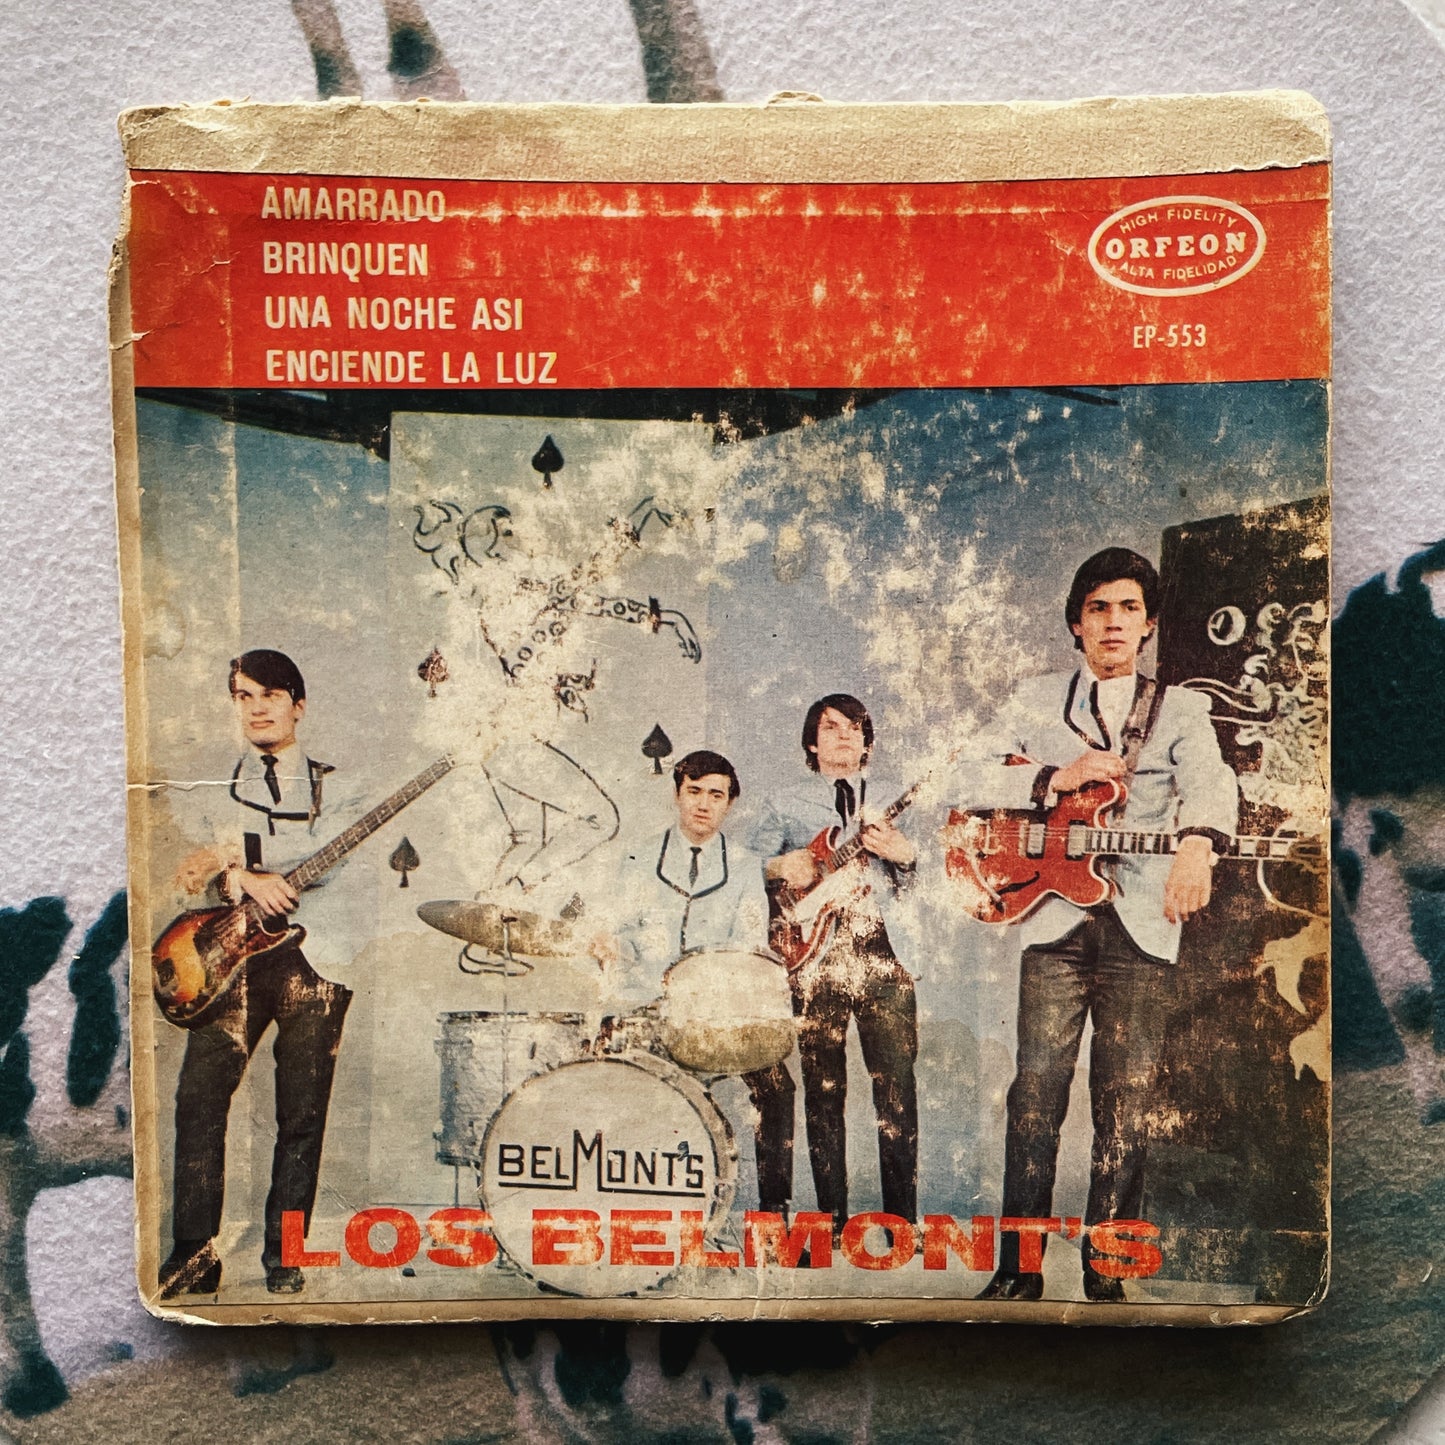 AMARRADO
BRINQUEN
UNA NOCHE ASI
ENCIENDE LA LUZ
HIGH FIDELITY
ORFEON
ALTA FIDELIDAD
EP-553
BELMONT'S
LOS BELMONT'S